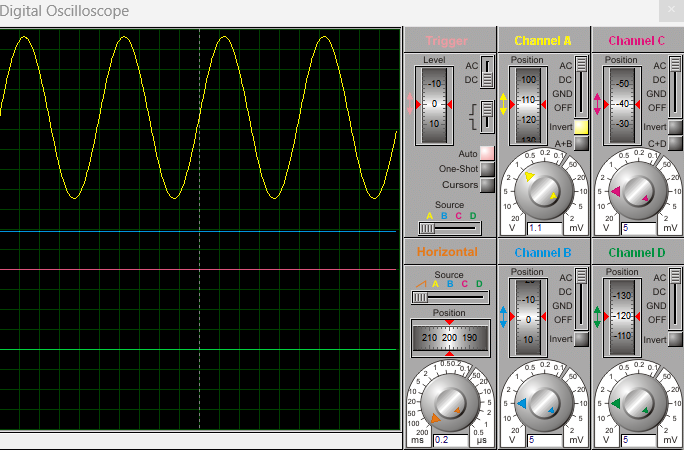 Digital Oscilloscope
×
Trigger
Level
-10
0
10
AC
DC
Auto
One-Shot
Cursors
Source
A B C D
Channel A
Position
100
110
120
130
AC
DC
GND
OFF
Invert
A+B
2 1 0.5 0.2 0.1 50 20 10 5 2
5 10 20
V 1.1 mV
Channel C
Position
-50
-40
-30
AC
DC
GND
OFF
Invert
C+D
2 1 0.5 0.2 0.1 50 20 10 5 2
5 10 20
V 5 mV
Horizontal
Source
A B C D
Position
210 200 190
2 1 0.5 0.2 0.1 50 20 10 5 2 1 0.5
5 10 20 50 100 200
ms 0.2 µs
Channel B
Position
-10
0
10
AC
DC
GND
OFF
Invert
2 1 0.5 0.2 0.1 50 20 10 5 2
5 10 20
V 5 mV
Channel D
Position
-130
-120
-110
AC
DC
GND
OFF
Invert
2 1 0.5 0.2 0.1 50 20 10 5 2
5 10 20
V 5 mV